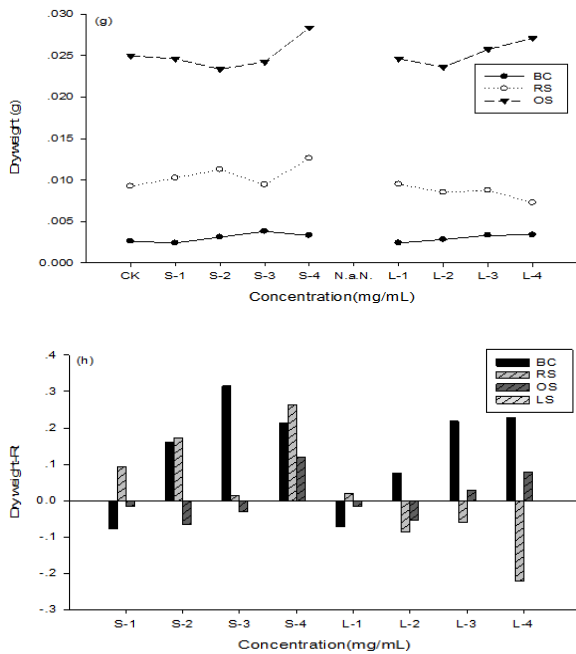 (g)
Dryweight (g)
.030
.025
.020
.015
.010
.005
0.000
BC
RS
OS
CK S-1 S-2 S-3 S-4 N.a.N. L-1 L-2 L-3 L-4
Concentration(mg/mL)
(h)
Dryweight-R
.4
.3
.2
.1
0.0
-.1
-.2
-.3
BC
RS
OS
LS
S-1 S-2 S-3 S-4 L-1 L-2 L-3 L-4
Concentration(mg/mL)